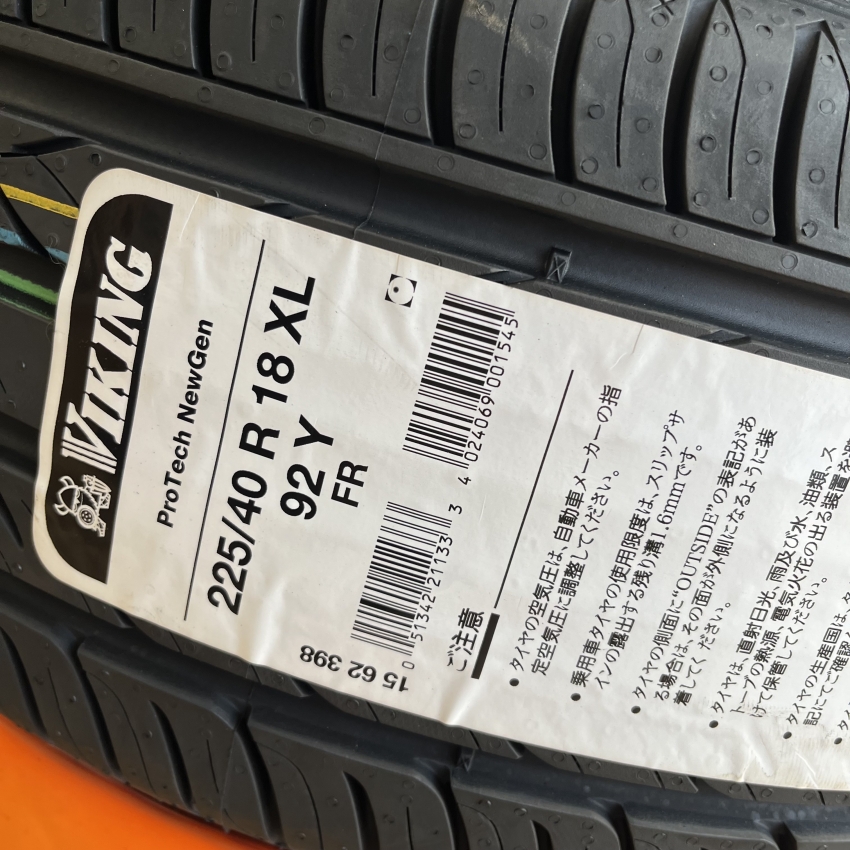 VIKING
ProTech NewGen
225/40 R 18 XL
92 Y
FR
15 62 398
0 51342 21133 3
4 024069 001545
ご注意
• タイヤの空気圧は、自動車メーカーの指
定空気圧に調整してください。
• 乗用車タイヤの使用限度は、スリップサ
インの露出する残り溝1.6mmです。
• タイヤの側面に"OUTSIDE"の表記があ
る場合は、その面が外側になるように装
着してください。
• タイヤは、直射日光、雨及び水、油類、ス
トーブの熱源、電気火花の出る装置を
けて保管してください。
• タイヤの生産国は、タ
記にてご確認